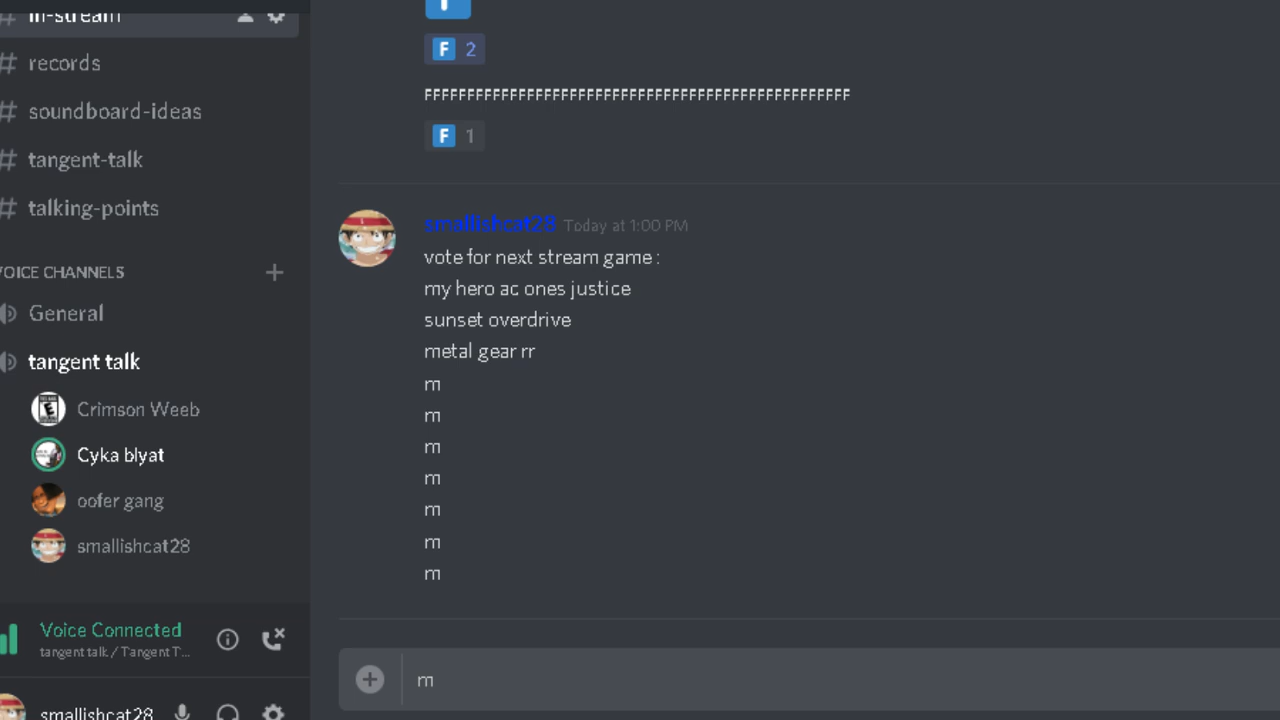 in-stream
records
soundboard-ideas
tangent-talk
talking-points
VOICE CHANNELS
General
tangent talk
Crimson Weeb
Cyka blyat
oofer gang
smallishcat28
Voice Connected
tangent talk / Tangent T...
smallishcat28
F 2
FFFFFFFFFFFFFFFFFFFFFFFFFFFFFFFFFFFFFFFFFFFFFFFFFF
F 1
smallishcat28 Today at 1:00 PM
vote for next stream game :
my hero ac ones justice
sunset overdrive
metal gear rr
m
m
m
m
m
m
m
m